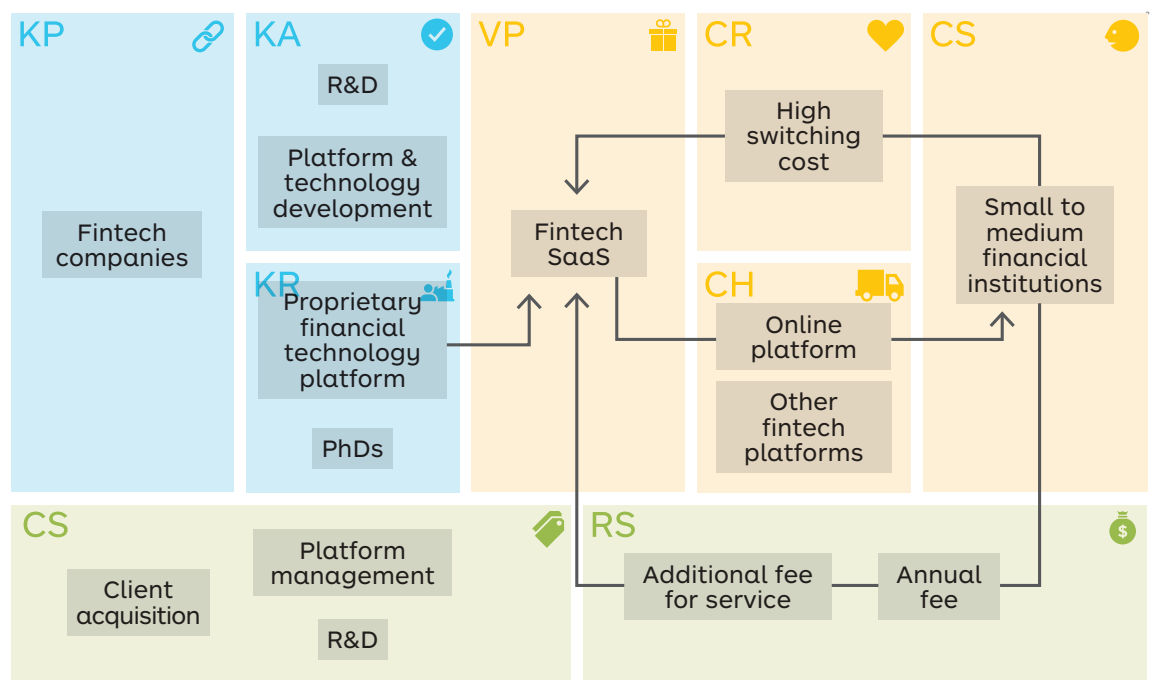 KP
Fintech
companies
KA
R&D
Platform &
technology
development
KR
Proprietary
financial
technology
platform
PhDs
VP
Fintech
SaaS
CR
High
switching
cost
CH
Online
platform
Other
fintech
platforms
CS
Small to
medium
financial
institutions
CS
Client
acquisition
Platform
management
R&D
RS
$
Additional fee
for service
Annual
fee